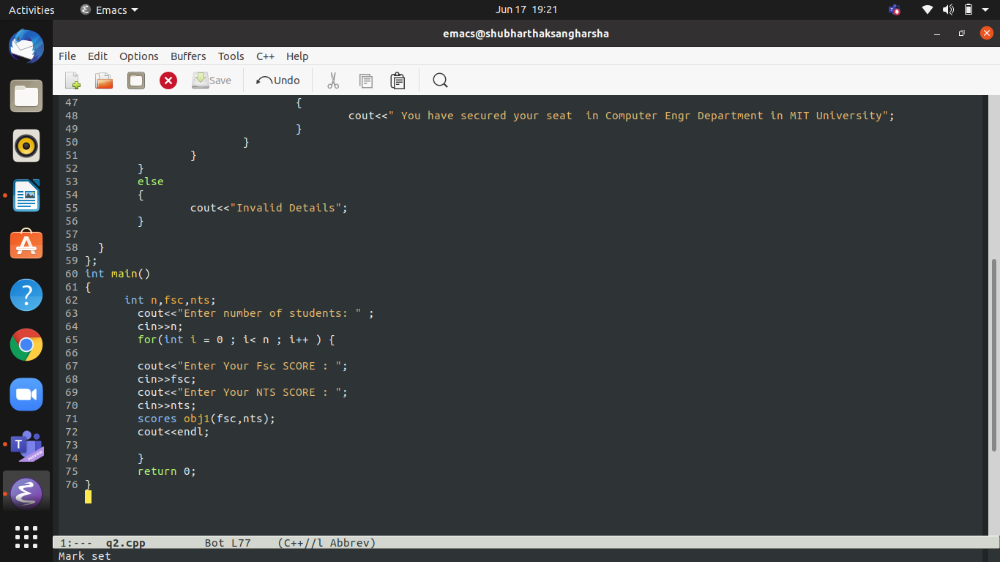 Activities Emacs Jun 17 19:21
emacs@shubharthaksangharsha
File Edit Options Buffers Tools C++ Help
Save Undo
47 {
48 cout<<" You have secured your seat  in Computer Engr Department in MIT University";
49 }
50 }
51 }
52 }
53 else
54 {
55 cout<<"Invalid Details";
56 }
57
58 }
59 };
60 int main()
61 {
62 int n,fsc,nts;
63 cout<<"Enter number of students: " ;
64 cin>>n;
65 for(int i = 0 ; i< n ; i++ ) {
66
67 cout<<"Enter Your Fsc SCORE : ";
68 cin>>fsc;
69 cout<<"Enter Your NTS SCORE : ";
70 cin>>nts;
71 scores obj1(fsc,nts);
72 cout<<endl;
73
74 }
75 return 0;
76 }
1:--- q2.cpp Bot L77 (C++//l Abbrev)
Mark set